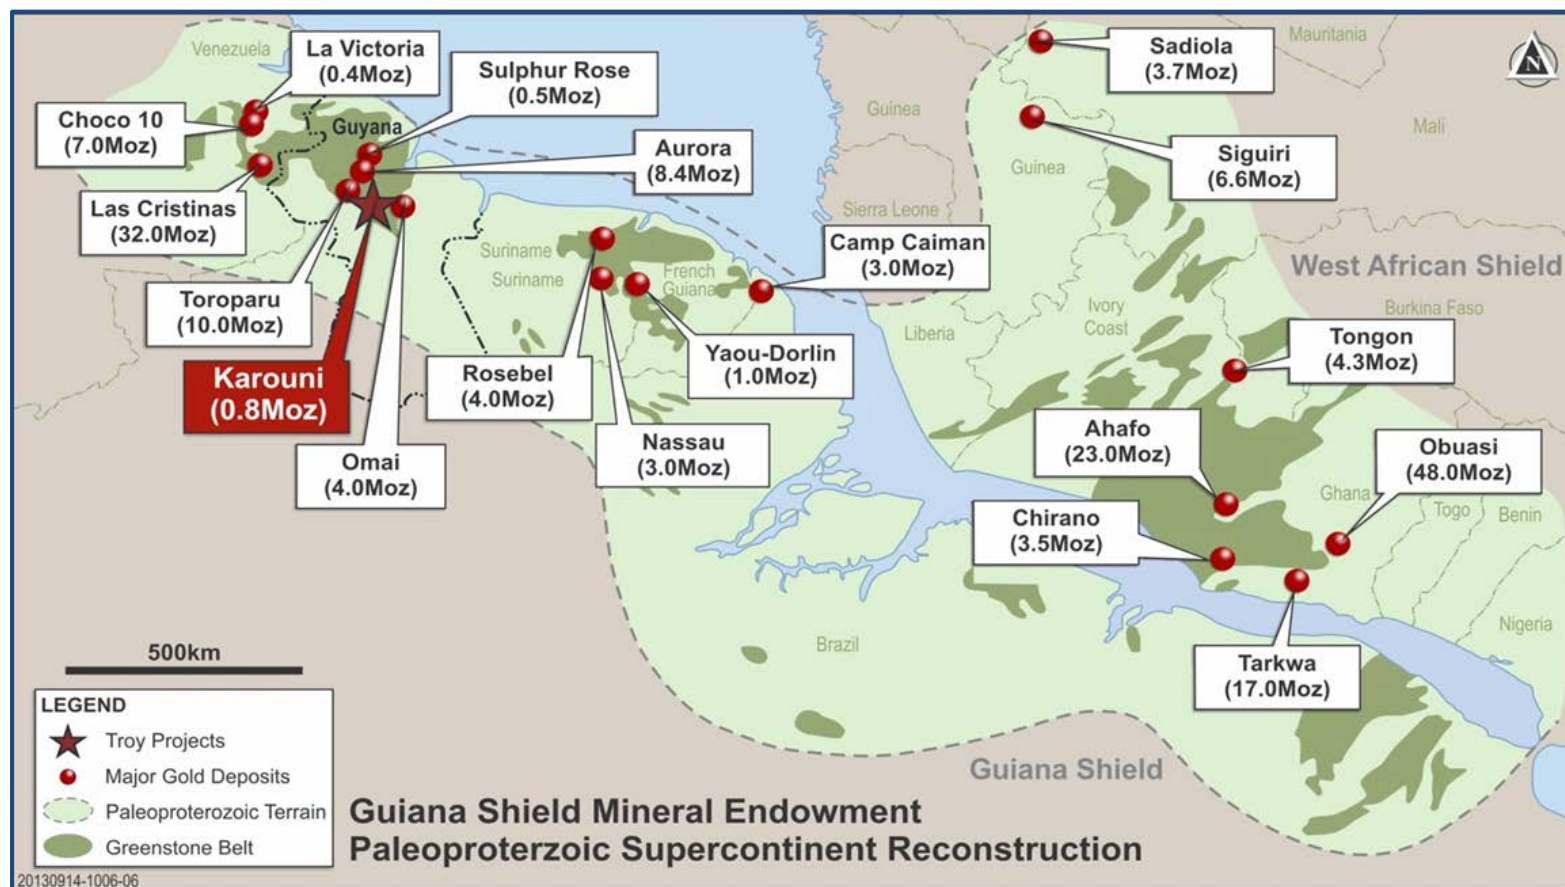 Venezuela
La Victoria
(0.4Moz)
Sulphur Rose
(0.5Moz)
Choco 10
(7.0Moz)
Guyana
Aurora
(8.4Moz)
Las Cristinas
(32.0Moz)
Toroparu
(10.0Moz)
Karouni
(0.8Moz)
Omai
(4.0Moz)
Suriname
Suriname
French
Guiana
Camp Caiman
(3.0Moz)
Rosebel
(4.0Moz)
Yaou-Dorlin
(1.0Moz)
Nassau
(3.0Moz)
Sadiola
(3.7Moz)
Mauritania
N
Guinea
Mali
Siguiri
(6.6Moz)
Guinea
Sierra Leone
West African Shield
Burkina Faso
Ivory
Coast
Liberia
Tongon
(4.3Moz)
Ahafo
(23.0Moz)
Obuasi
(48.0Moz)
Ghana
Togo
Benin
Chirano
(3.5Moz)
Nigeria
Tarkwa
(17.0Moz)
Brazil
Guiana Shield
500km
LEGEND
Troy Projects
Major Gold Deposits
Paleoproterozoic Terrain
Greenstone Belt
Guiana Shield Mineral Endowment
Paleoproterzoic Supercontinent Reconstruction
20130914-1006-06